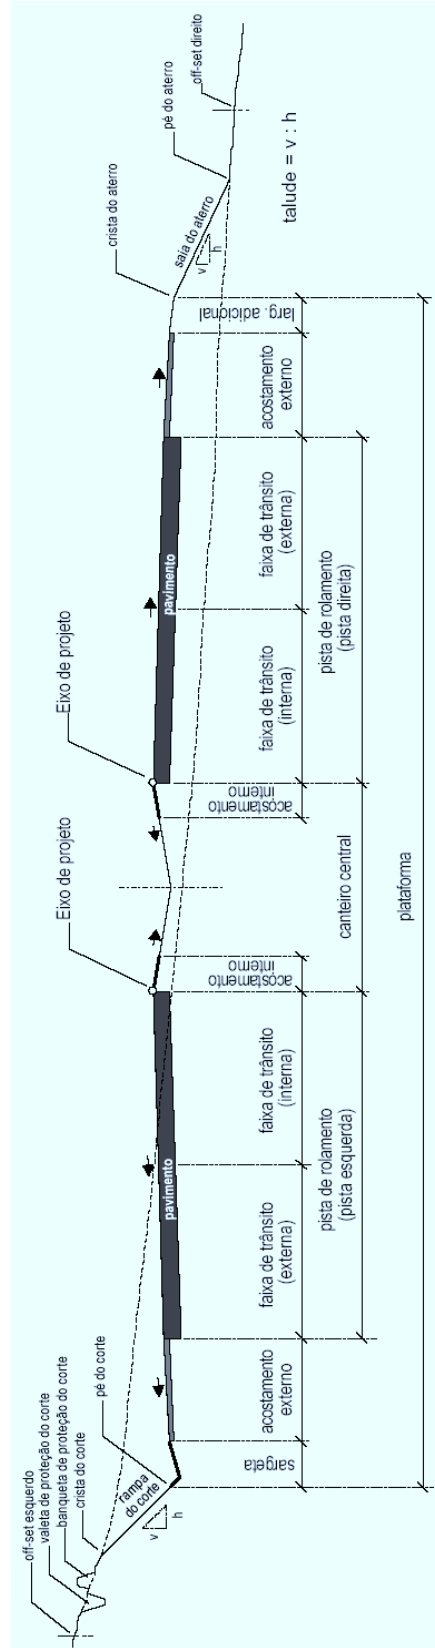 off-set esquerdo
valeta de proteção do corte
banqueta de proteção do corte
crista do corte
pé do corte
rampa
do corte
v
h
Eixo de projeto
Eixo de projeto
crista do aterro
pé do aterro
off-set direito
saia do aterro
v
h
talude = v : h
pavimento
pavimento
sargeta
acostamento
externo
faixa de trânsito
(externa)
faixa de trânsito
(interna)
acostamento
interno
acostamento
interno
faixa de trânsito
(interna)
faixa de trânsito
(externa)
acostamento
externo
larg. adicional
pista de rolamento
(pista esquerda)
canteiro central
pista de rolamento
(pista direita)
plataforma